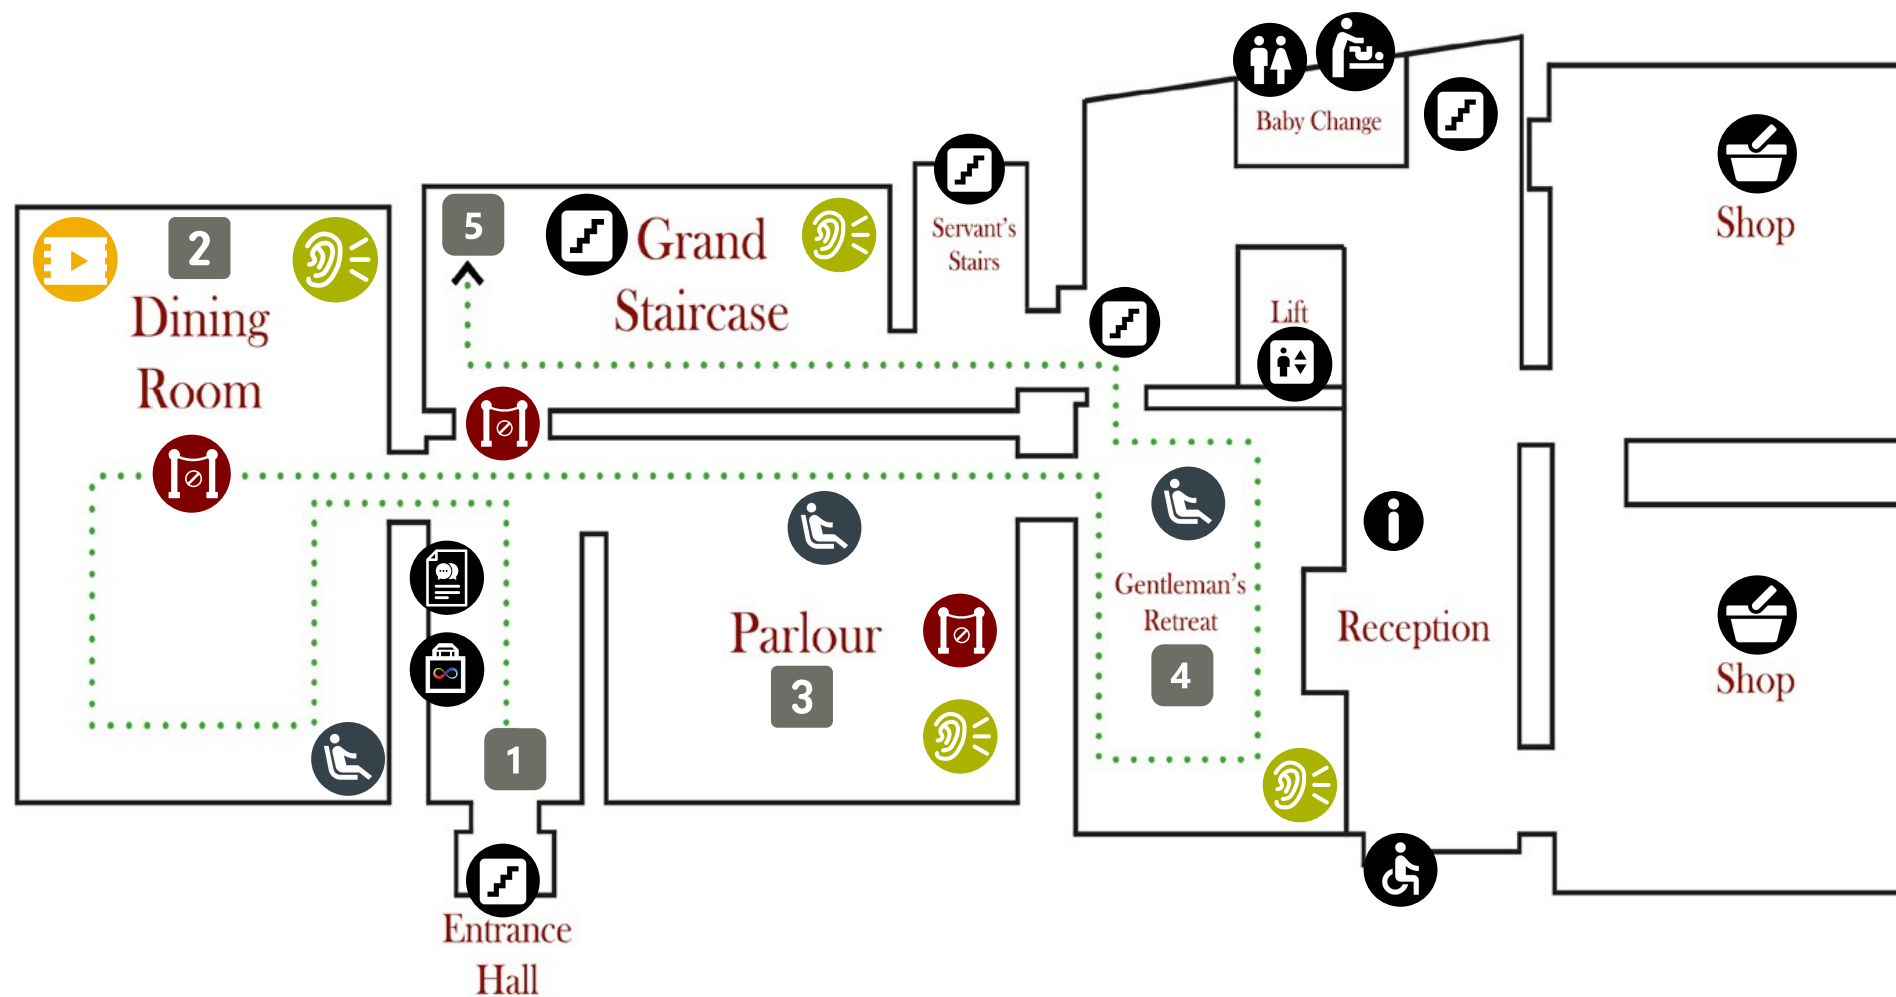 Baby Change
Shop
5
Grand
Staircase
Servant's
Stairs
2
Dining
Room
Lift
Gentleman's
Retreat
4
Reception
Parlour
3
Shop
1
Entrance
Hall